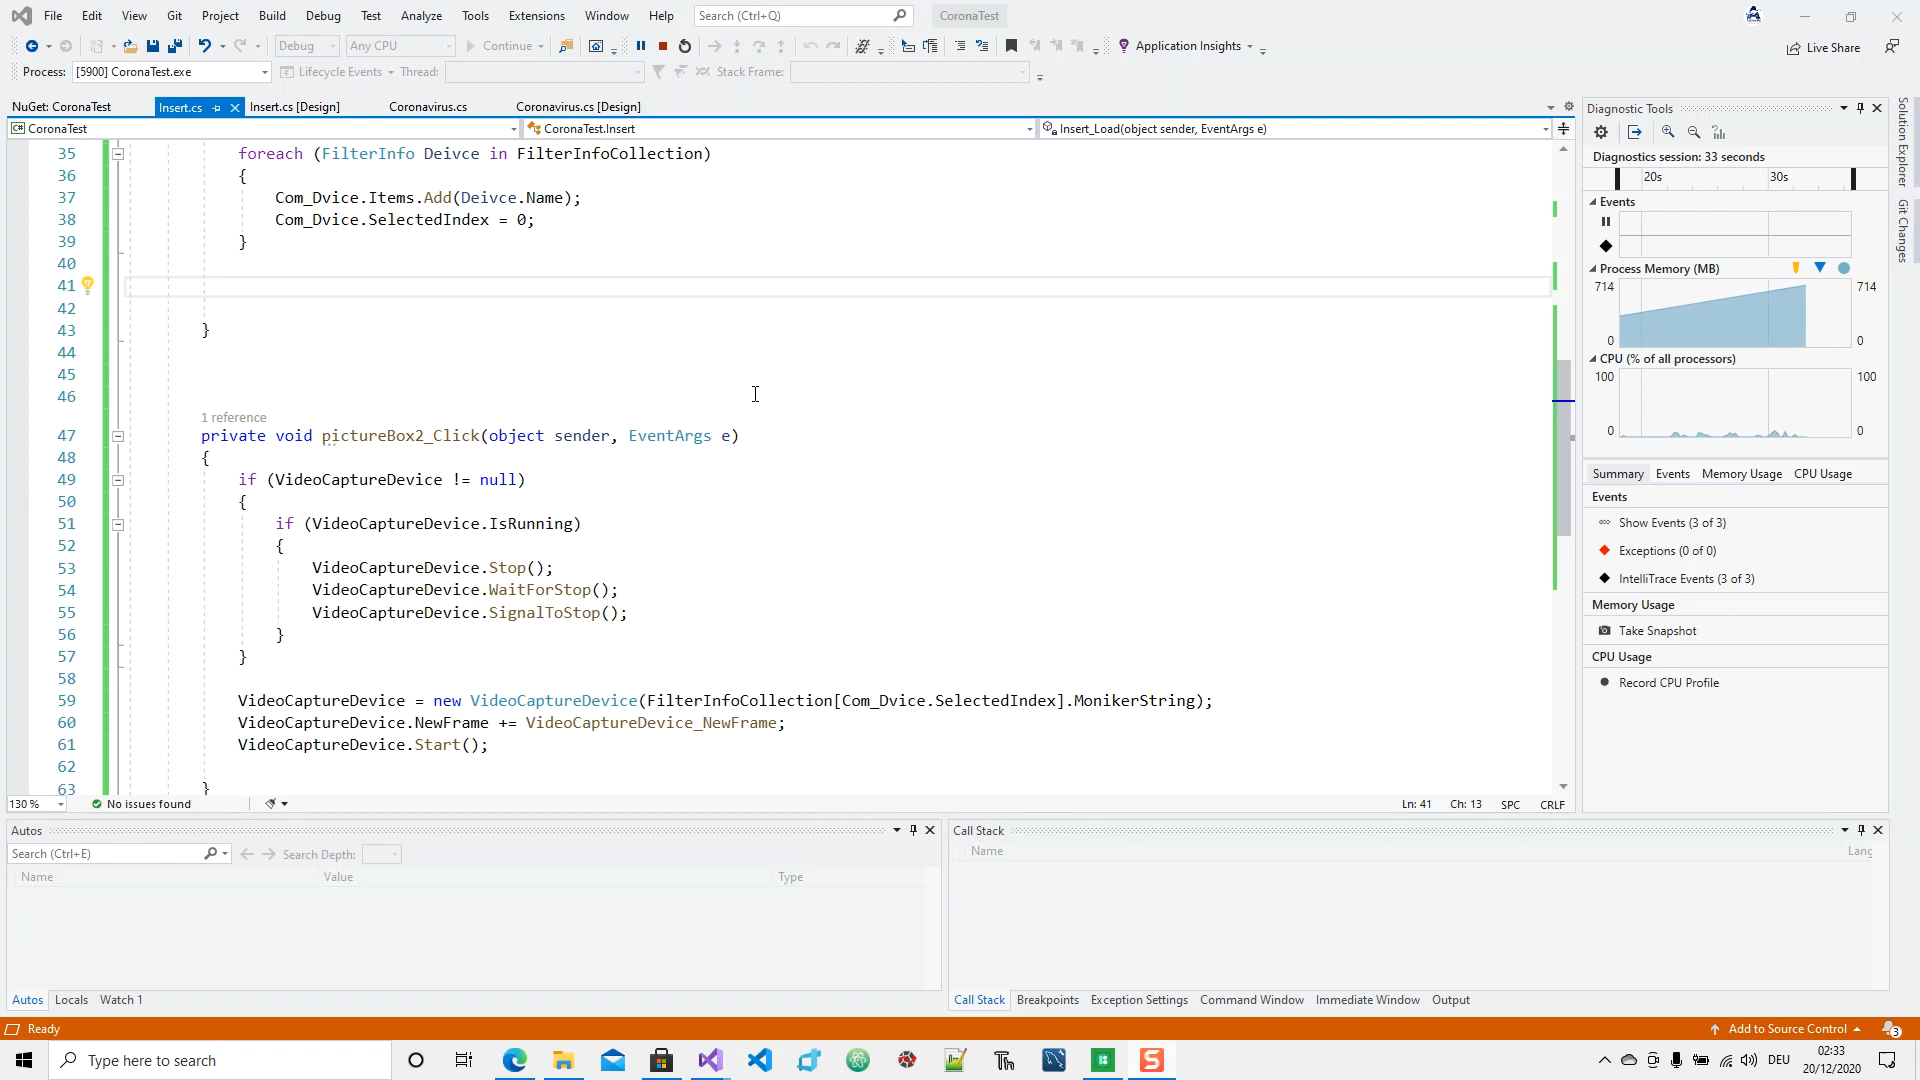 File Edit View Git Project Build Debug Test Analyze Tools Extensions Window Help Search (Ctrl+Q) CoronaTest
Debug Any CPU Continue Application Insights Live Share
Process: [5900] CoronaTest.exe Lifecycle Events Thread: Stack Frame:
NuGet: CoronaTest Insert.cs Insert.cs [Design] Coronavirus.cs Coronavirus.cs [Design]
CoronaTest CoronaTest.Insert Insert_Load(object sender, EventArgs e)
35 foreach (FilterInfo Deivce in FilterInfoCollection)
36 {
37 Com_Dvice.Items.Add(Deivce.Name);
38 Com_Dvice.SelectedIndex = 0;
39 }
40
41
42
43 }
44
45
46
1 reference
47 private void pictureBox2_Click(object sender, EventArgs e)
48 {
49 if (VideoCaptureDevice != null)
50 {
51 if (VideoCaptureDevice.IsRunning)
52 {
53 VideoCaptureDevice.Stop();
54 VideoCaptureDevice.WaitForStop();
55 VideoCaptureDevice.SignalToStop();
56 }
57 }
58
59 VideoCaptureDevice = new VideoCaptureDevice(FilterInfoCollection[Com_Dvice.SelectedIndex].MonikerString);
60 VideoCaptureDevice.NewFrame += VideoCaptureDevice_NewFrame;
61 VideoCaptureDevice.Start();
62
63 }
130 % No issues found Ln: 41 Ch: 13 SPC CRLF
Diagnostic Tools
Diagnostics session: 33 seconds
20s 30s
Events
Process Memory (MB)
714 714
0 0
CPU (% of all processors)
100 100
0 0
Summary Events Memory Usage CPU Usage
Events
Show Events (3 of 3)
Exceptions (0 of 0)
IntelliTrace Events (3 of 3)
Memory Usage
Take Snapshot
CPU Usage
Record CPU Profile
Solution Explorer
Git Changes
Autos
Search (Ctrl+E) Search Depth:
Name Value Type
Autos Locals Watch 1
Call Stack
Name Lang
Call Stack Breakpoints Exception Settings Command Window Immediate Window Output
Ready Add to Source Control 3
Type here to search DEU 02:33
20/12/2020